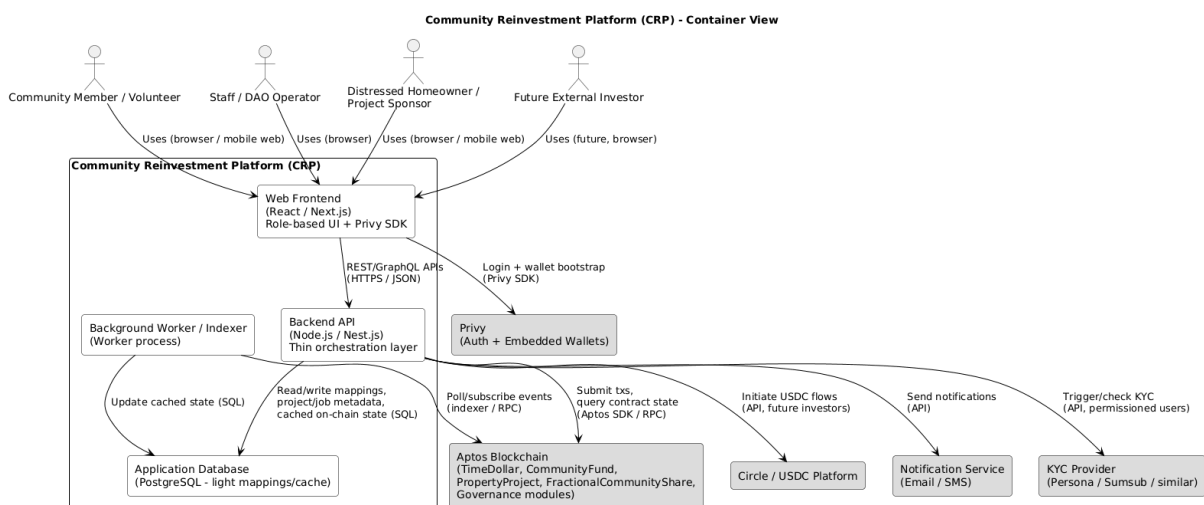 Community Reinvestment Platform (CRP) - Container View
Community Member / Volunteer
Staff / DAO Operator
Distressed Homeowner /
Project Sponsor
Future External Investor
Uses (browser / mobile web)
Uses (browser)
Uses (browser / mobile web)
Uses (future, browser)
Community Reinvestment Platform (CRP)
Web Frontend
(React / Next.js)
Role-based UI + Privy SDK
REST/GraphQL APIs
(HTTPS / JSON)
Login + wallet bootstrap
(Privy SDK)
Background Worker / Indexer
(Worker process)
Backend API
(Node.js / Nest.js)
Thin orchestration layer
Privy
(Auth + Embedded Wallets)
Update cached state (SQL)
Read/write mappings,
project/job metadata,
cached on-chain state (SQL)
Poll/subscribe events
(indexer / RPC)
Submit txs,
query contract state
(Aptos SDK / RPC)
Initiate USDC flows
(API, future investors)
Send notifications
(API)
Trigger/check KYC
(API, permissioned users)
Application Database
(PostgreSQL - light mappings/cache)
Aptos Blockchain
(TimeDollar, CommunityFund,
PropertyProject, FractionalCommunityShare,
Governance modules)
Circle / USDC Platform
Notification Service
(Email / SMS)
KYC Provider
(Persona / Sumsub / similar)